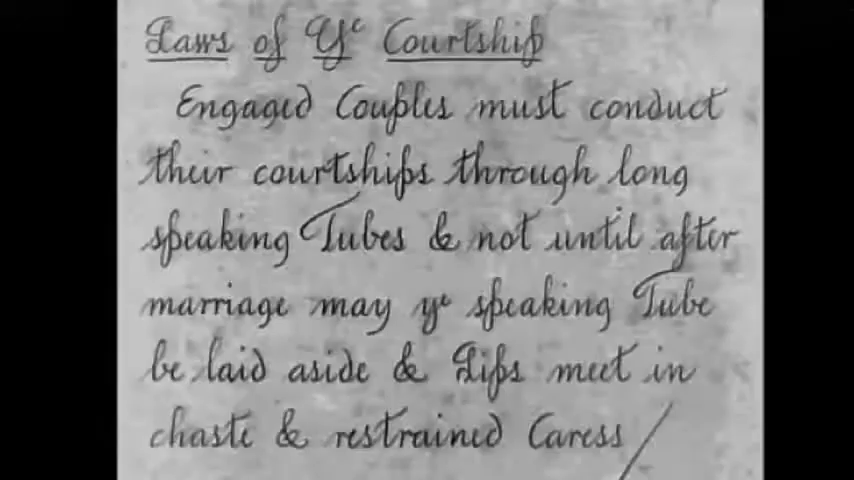 Laws of Yᵉ Courtship
Engaged Couples must conduct
their courtships through long
speaking Tubes & not until after
marriage may yᵉ speaking Tube
be laid aside & Lips meet in
chaste & restrained Caress